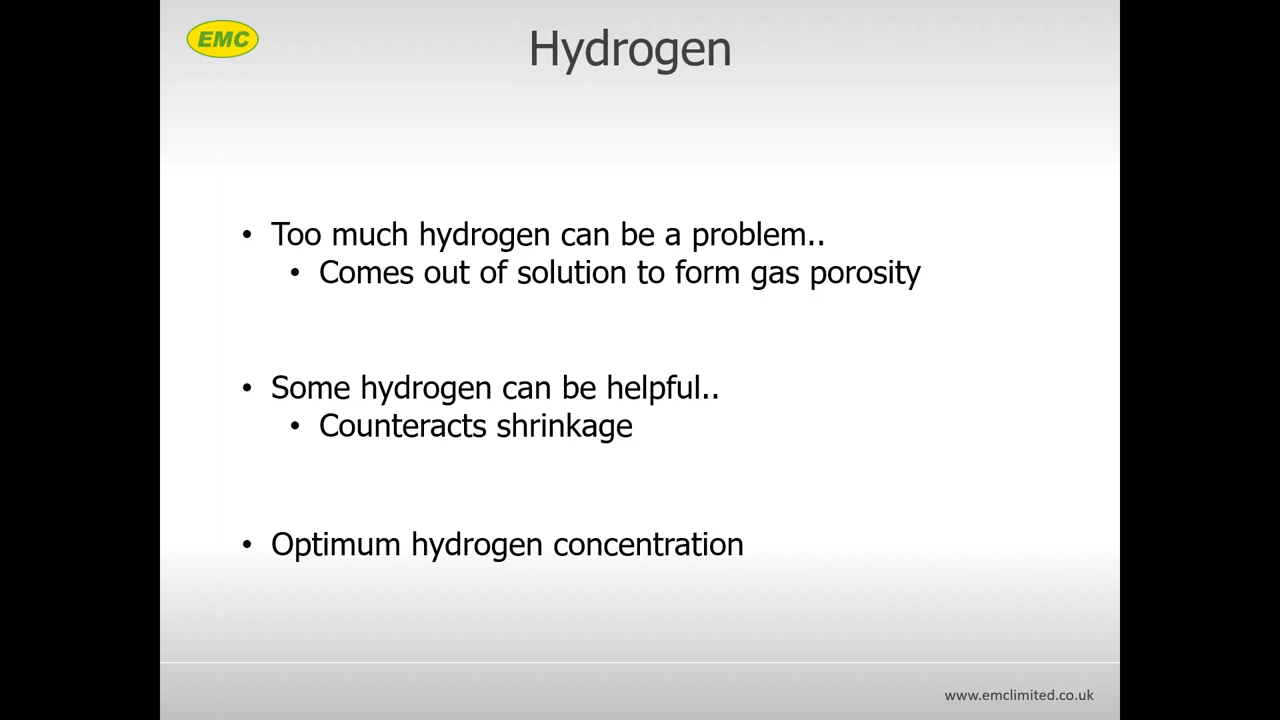 EMC
Hydrogen
• Too much hydrogen can be a problem..
• Comes out of solution to form gas porosity
• Some hydrogen can be helpful..
• Counteracts shrinkage
• Optimum hydrogen concentration
www.emclimited.co.uk